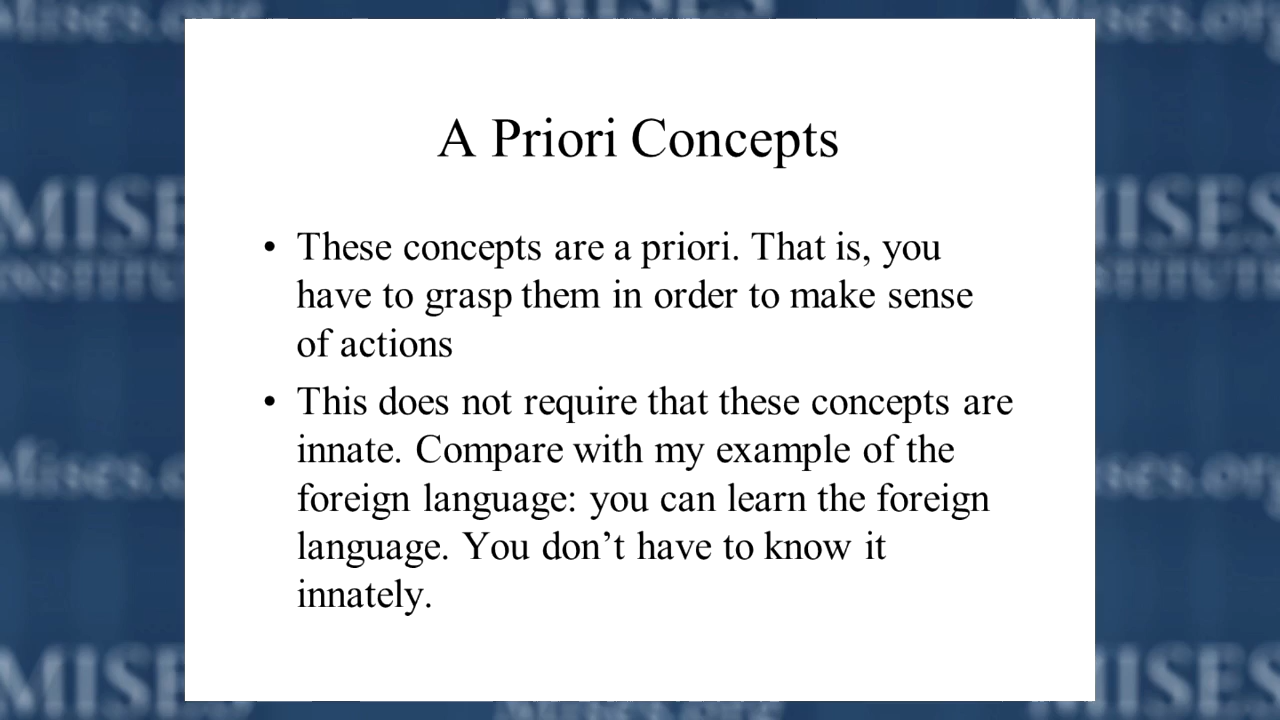 A Priori Concepts
• These concepts are a priori. That is, you
have to grasp them in order to make sense
of actions
• This does not require that these concepts are
innate. Compare with my example of the
foreign language: you can learn the foreign
language. You don’t have to know it
innately.